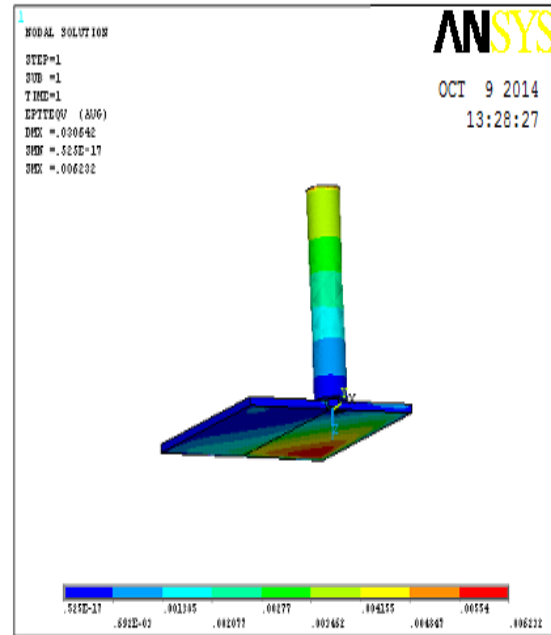 1
NODAL SOLUTION
STEP=1
SUB =1
TIME=1
EPTTEQV (AVG)
DMX =.030642
SMN =.525E-17
SMX =.006232
ANSYS
OCT 9 2014
13:28:27
Y
Z
.525E-17 .001385 .00277 .004155 .00554
.692E-03 .002077 .003462 .004847 .006232